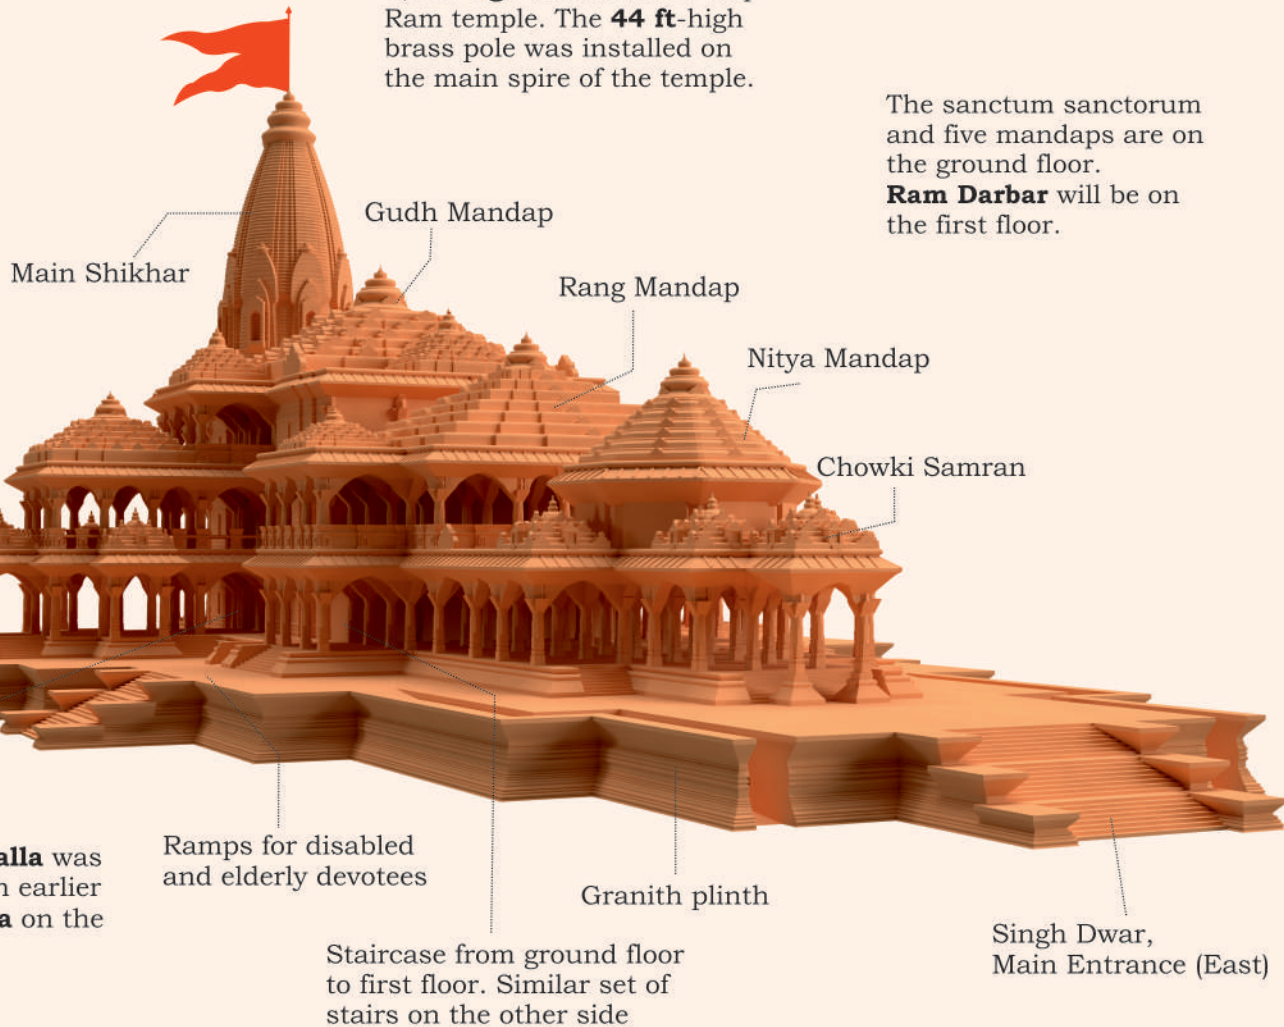 Ram temple. The 44 ft-high
brass pole was installed on
the main spire of the temple.
The sanctum sanctorum
and five mandaps are on
the ground floor.
Ram Darbar will be on
the first floor.
Gudh Mandap
Main Shikhar
Rang Mandap
Nitya Mandap
Chowki Samran
alla was
earlier
on the
Ramps for disabled
and elderly devotees
Granith plinth
Staircase from ground floor
to first floor. Similar set of
stairs on the other side
Singh Dwar,
Main Entrance (East)